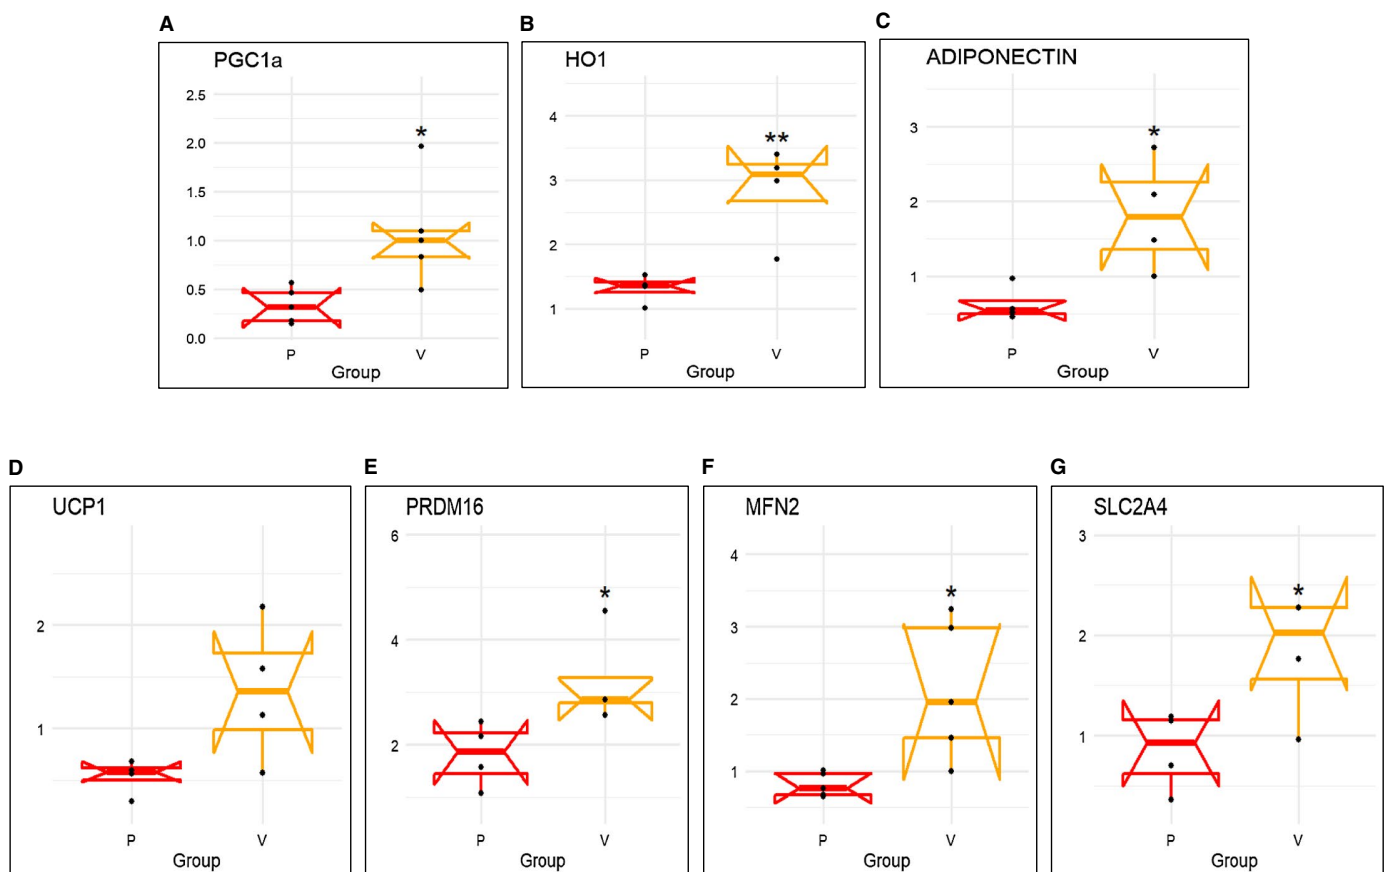 A
PGC1a
2.5
2.0
1.5
1.0
0.5
0.0
*
P V
Group
B
HO1
4
3
2
1
**
P V
Group
C
ADIPONECTIN
3
2
1
*
P V
Group
D
UCP1
2
1
P V
Group
E
PRDM16
6
4
2
*
P V
Group
F
MFN2
4
3
2
1
*
P V
Group
G
SLC2A4
3
2
1
*
P V
Group